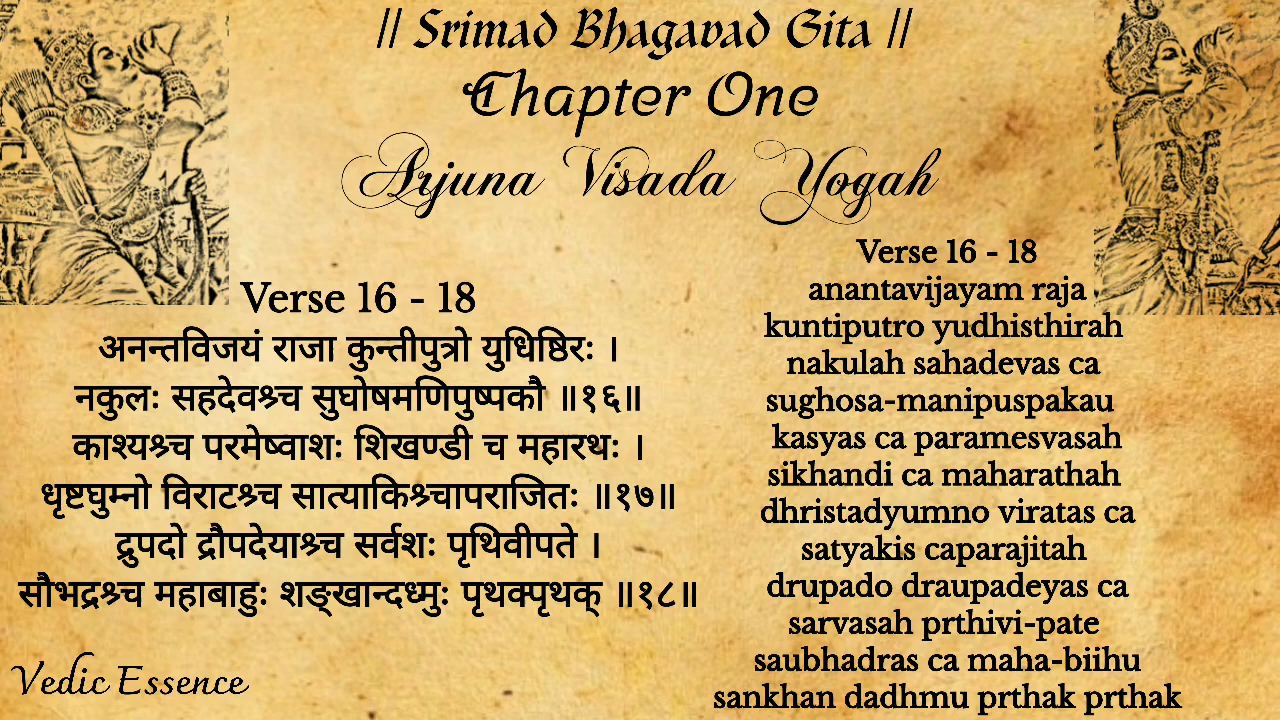 || Srimad Bhagavad Gita ||
Chapter One
Arjuna Visada Yogah
Verse 16 - 18
अनन्तविजयं राजा कुन्तीपुत्रो युधिष्ठिरः ।
नकुलः सहदेवश्र्च सुघोषमणिपुष्पकौ ॥१६॥
काश्यश्र्च परमेष्वाशः शिखण्डी च महारथः ।
धृष्टघुम्नो विराटश्र्च सात्याकिश्र्चापराजितः ॥१७॥
द्रुपदो द्रौपदेयाश्र्च सर्वशः पृथिवीपते ।
सौभद्रश्र्च महाबाहुः शङ्खान्दध्मुः पृथक्पृथक् ॥१८॥
Verse 16 - 18
anantavijayam raja
kuntiputro yudhisthirah
nakulah sahadevas ca
sughosa-manipuspakau
kasyas ca paramesvasah
sikhandi ca maharathah
dhristadyumno viratas ca
satyakis caparajitah
drupado draupadeyas ca
sarvasah prthivi-pate
saubhadras ca maha-biihu
sankhan dadhmu prthak prthak
Vedic Essence